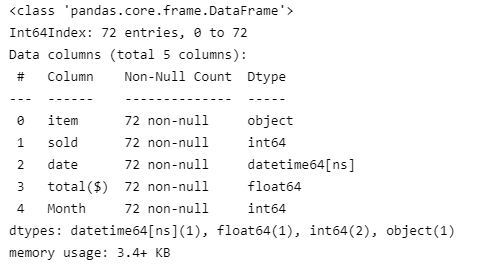 <class 'pandas.core.frame.DataFrame'>
Int64Index: 72 entries, 0 to 72
Data columns (total 5 columns):
 #   Column    Non-Null Count  Dtype
---  ------    --------------  -----
 0   item      72 non-null     object
 1   sold      72 non-null     int64
 2   date      72 non-null     datetime64[ns]
 3   total($)  72 non-null     float64
 4   Month     72 non-null     int64
dtypes: datetime64[ns](1), float64(1), int64(2), object(1)
memory usage: 3.4+ KB